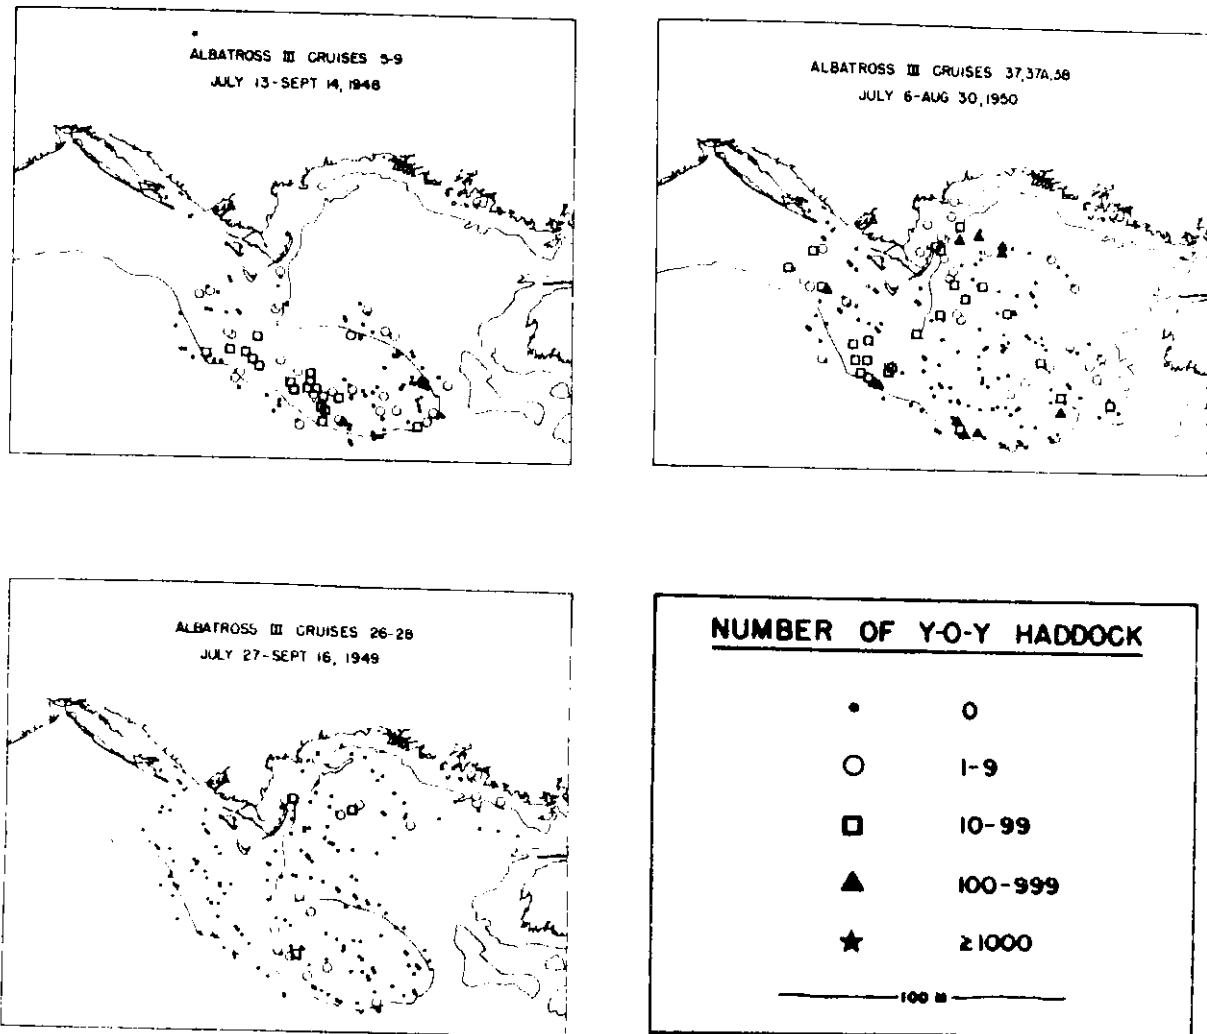 ALBATROSS III CRUISES 5-9
JULY 13-SEPT 14, 1948
ALBATROSS III CRUISES 37,37A,38
JULY 6-AUG 30, 1950
ALBATROSS III CRUISES 26-28
JULY 27-SEPT 16, 1949
NUMBER OF Y-O-Y HADDOCK
0
1-9
10-99
100-999
≥1000
100 M